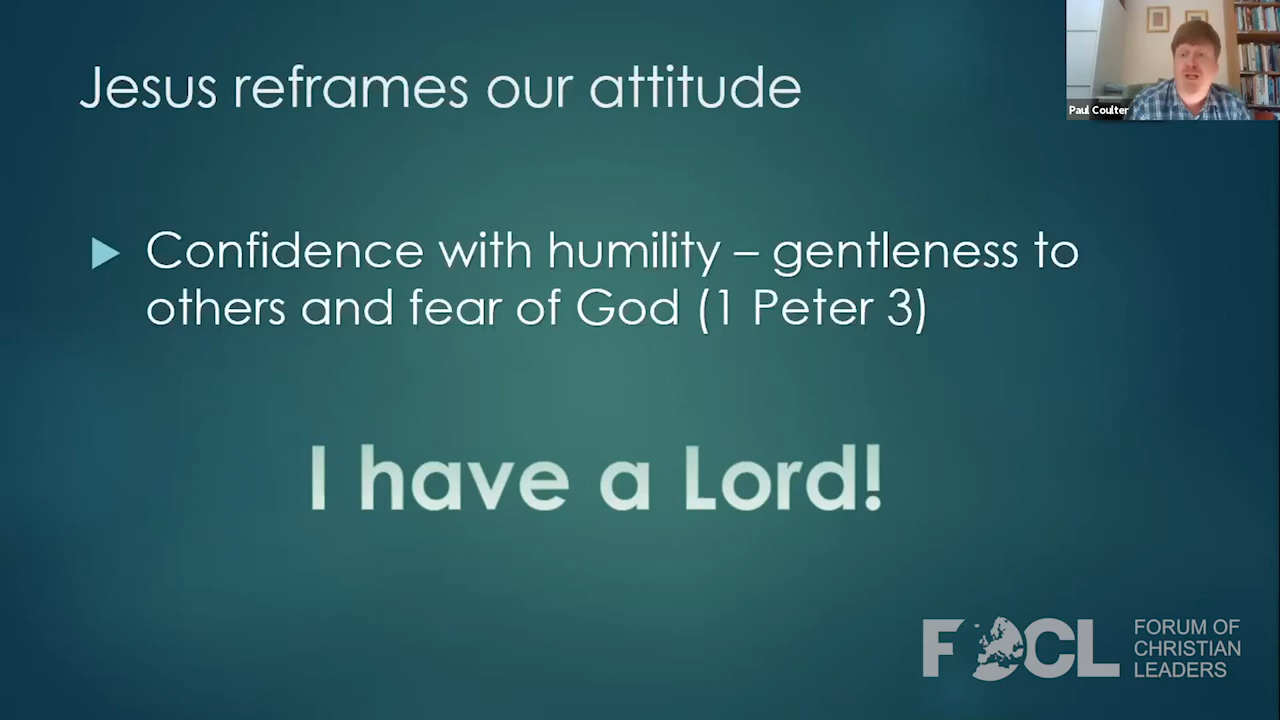 Jesus reframes our attitude
Paul Coulter
Confidence with humility – gentleness to
others and fear of God (1 Peter 3)
I have a Lord!
FOCL
FORUM OF
CHRISTIAN
LEADERS